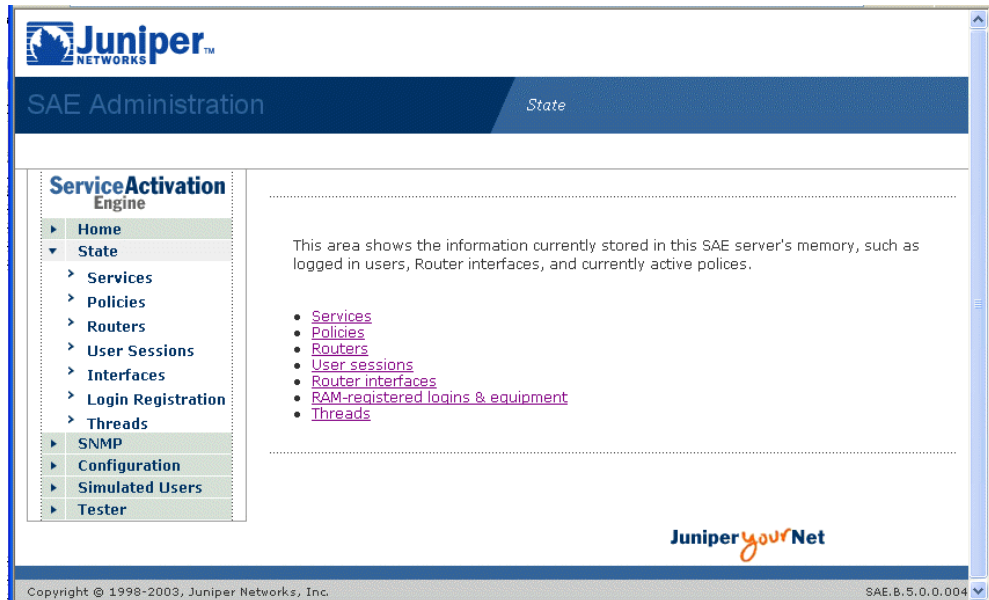 Juniper™
NETWORKS
SAE Administration
State
ServiceActivation
Engine
Home
State
Services
Policies
Routers
User Sessions
Interfaces
Login Registration
Threads
SNMP
Configuration
Simulated Users
Tester
This area shows the information currently stored in this SAE server's memory, such as
logged in users, Router interfaces, and currently active polices.
• Services
• Policies
• Routers
• User sessions
• Router interfaces
• RAM-registered logins & equipment
• Threads
Juniper your Net
Copyright © 1998-2003, Juniper Networks, Inc.
SAE.B.5.0.0.004